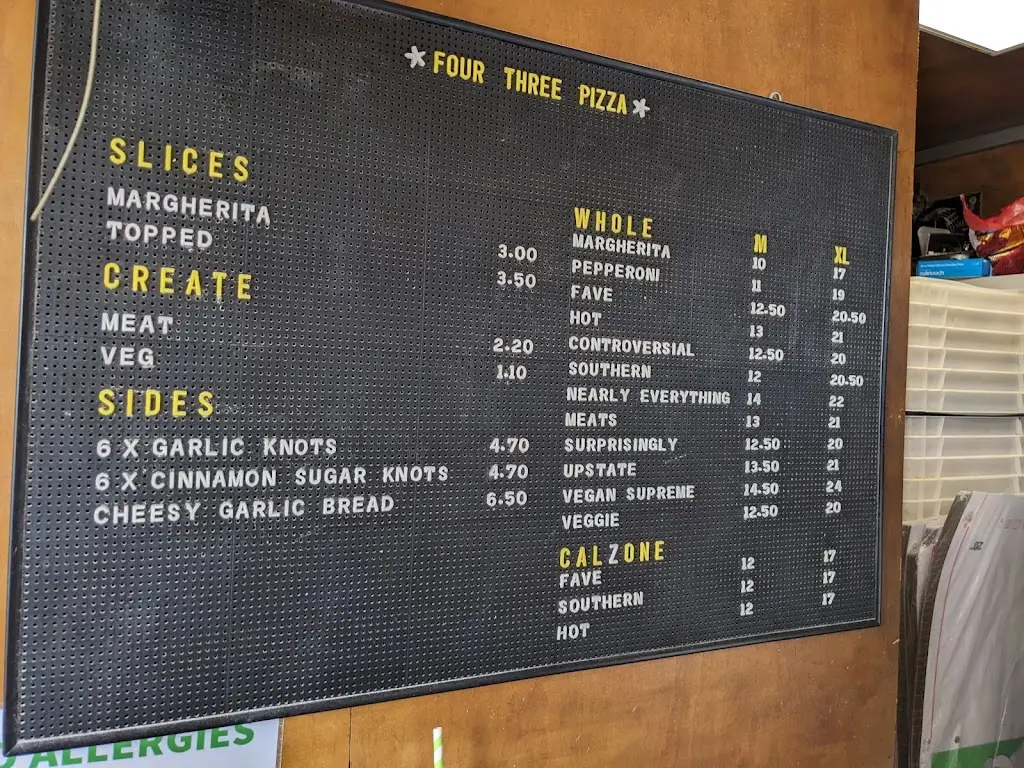 FOUR THREE PIZZA
SLICES
MARGHERITA 3.00
TOPPED 3.50
CREATE
MEAT 2.20
VEG 1.10
SIDES
6 X GARLIC KNOTS 4.70
6 X CINNAMON SUGAR KNOTS 4.70
CHEESY GARLIC BREAD 6.50
WHOLE M XL
MARGHERITA 10 17
PEPPERONI 11 19
FAVE 12.50 20.50
HOT 13 21
CONTROVERSIAL 12.50 20
SOUTHERN 12 20.50
NEARLY EVERYTHING 14 22
MEATS 13 21
SURPRISINGLY 12.50 20
UPSTATE 13.50 21
VEGAN SUPREME 14.50 24
VEGGIE 12.50 20
CALZONE
FAVE 12 17
SOUTHERN 12 17
HOT 12 17
ALLERGIES